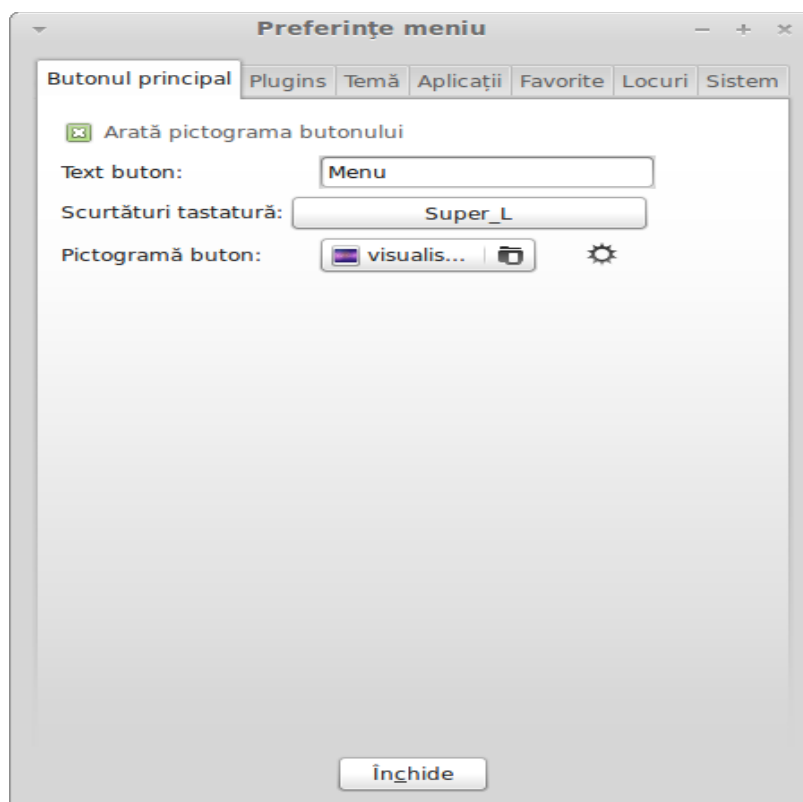 Preferințe meniu
Butonul principal Plugins Temă Aplicații Favorite Locuri Sistem
Arată pictograma butonului
Text buton: Menu
Scurtături tastatură: Super_L
Pictogramă buton: visualis...
Închide